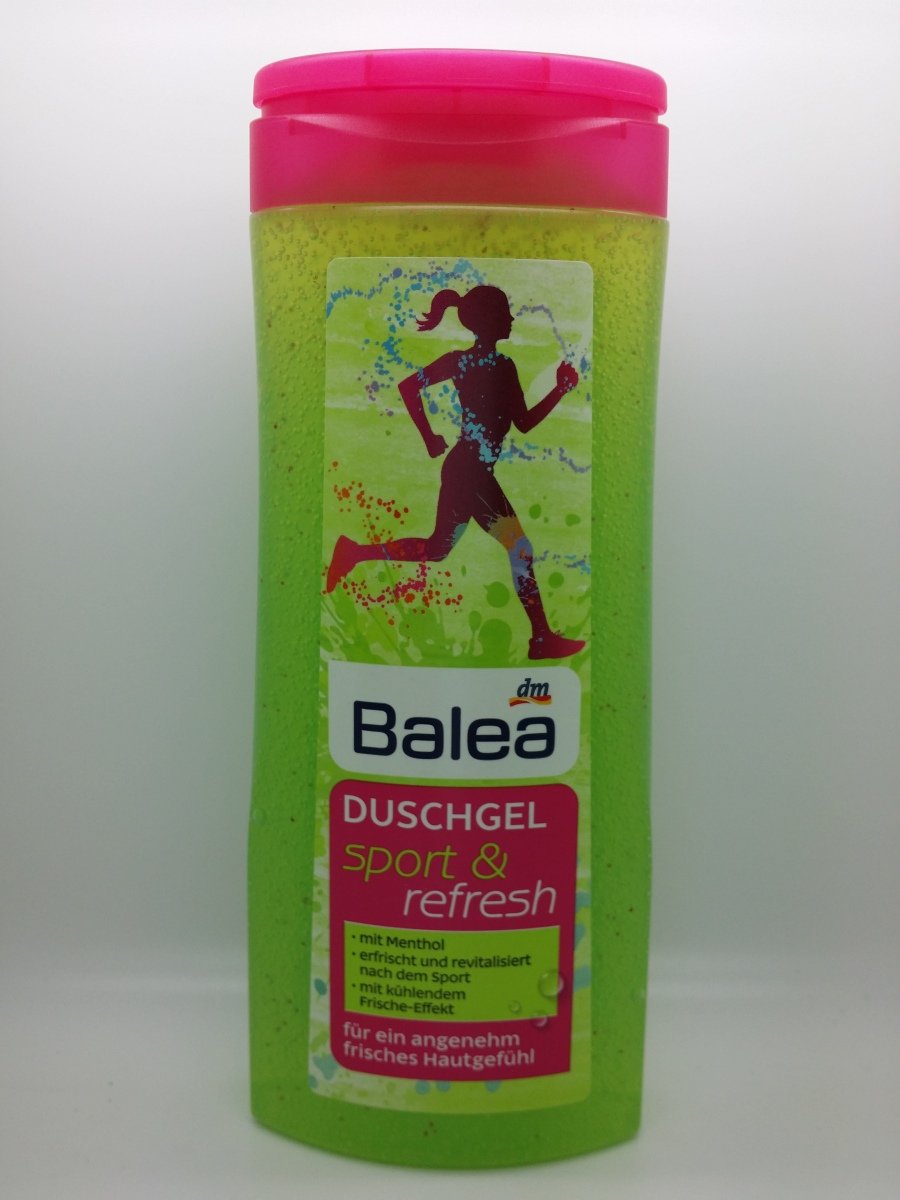 dm
Balea
DUSCHGEL
sport &
refresh
· mit Menthol
· erfrischt und revitalisiert
nach dem Sport
· mit kühlendem
Frische-Effekt
für ein angenehm
frisches Hautgefühl